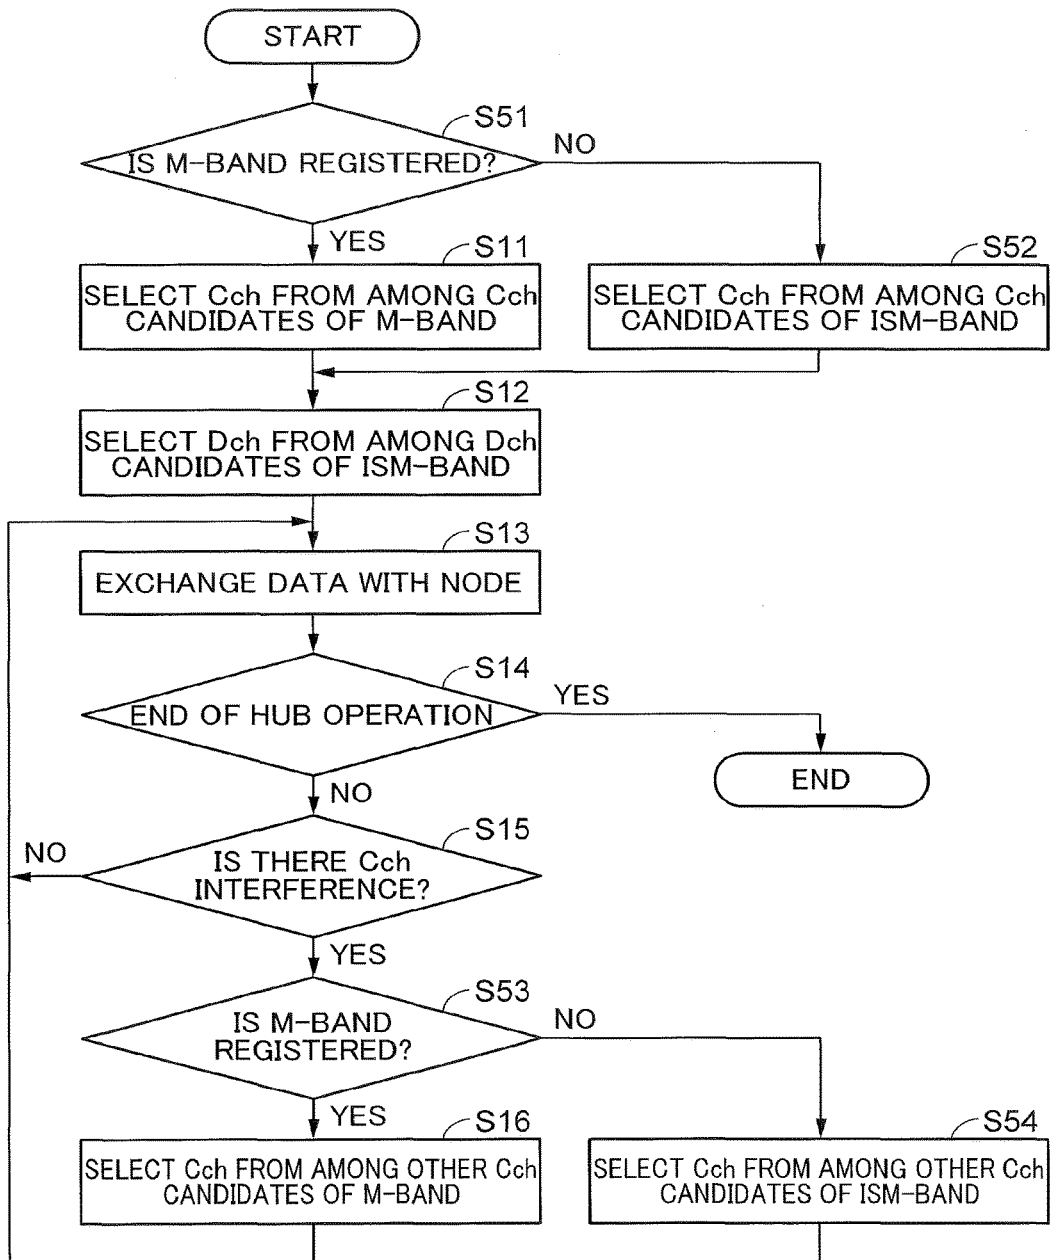 START
S51
IS M-BAND REGISTERED?
NO
YES
S11
SELECT Cch FROM AMONG Cch
CANDIDATES OF M-BAND
S52
SELECT Cch FROM AMONG Cch
CANDIDATES OF ISM-BAND
S12
SELECT Dch FROM AMONG Dch
CANDIDATES OF ISM-BAND
S13
EXCHANGE DATA WITH NODE
S14
END OF HUB OPERATION
YES
END
NO
S15
IS THERE Cch
INTERFERENCE?
NO
YES
S53
IS M-BAND
REGISTERED?
NO
YES
S16
SELECT Cch FROM AMONG OTHER Cch
CANDIDATES OF M-BAND
S54
SELECT Cch FROM AMONG OTHER Cch
CANDIDATES OF ISM-BAND